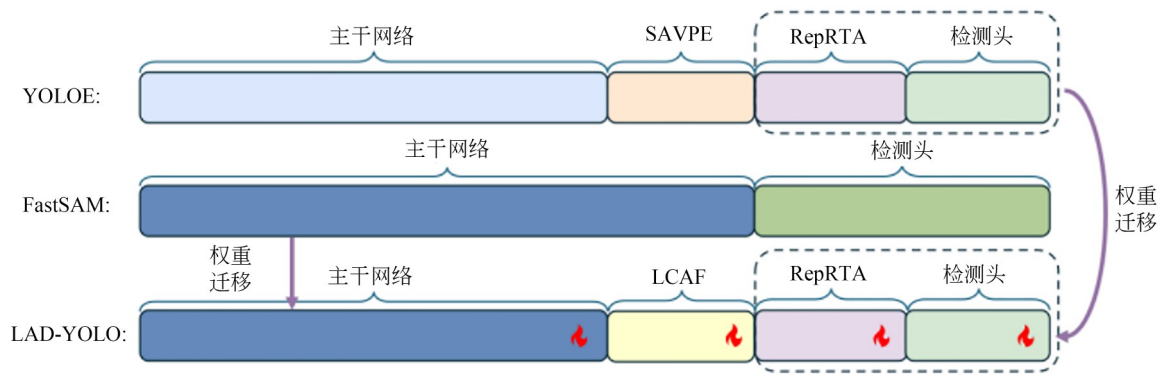 主干网络 SAVPE RepRTA 检测头
YOLOE:
主干网络 检测头
FastSAM:
权重
迁移
权重
迁移
主干网络 LCAF RepRTA 检测头
LAD-YOLO: